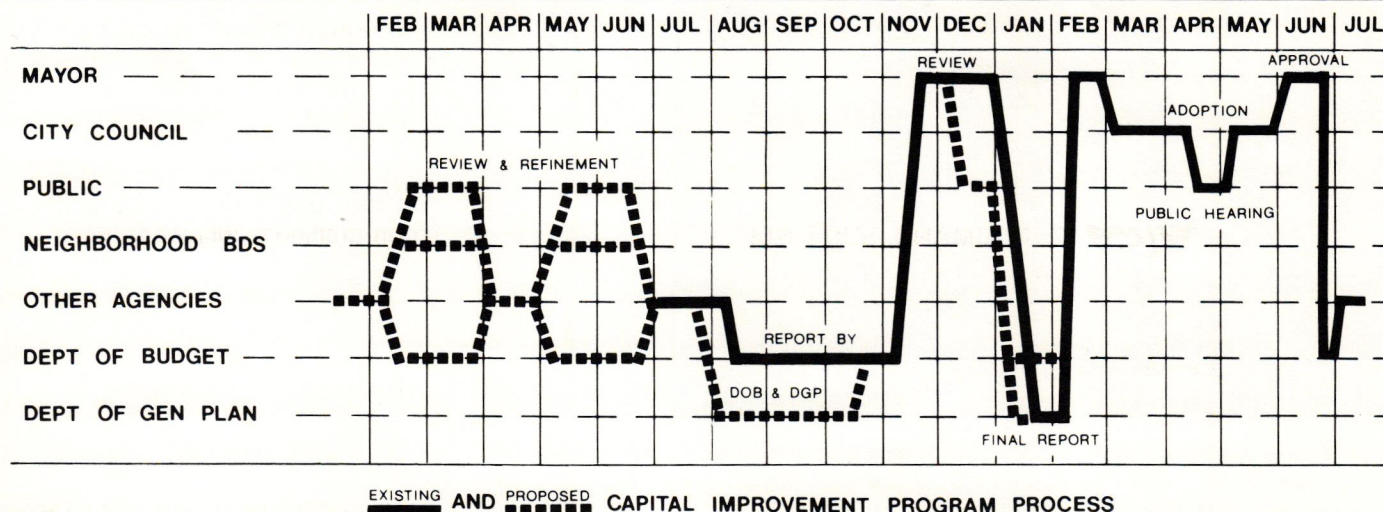 FEB MAR APR MAY JUN JUL AUG SEP OCT NOV DEC JAN FEB MAR APR MAY JUN JUL
REVIEW
APPROVAL
MAYOR
ADOPTION
CITY COUNCIL
REVIEW & REFINEMENT
PUBLIC
PUBLIC HEARING
NEIGHBORHOOD BDS
OTHER AGENCIES
REPORT BY
DEPT OF BUDGET
DOB & DGP
DEPT OF GEN PLAN
FINAL REPORT
EXISTING AND PROPOSED CAPITAL IMPROVEMENT PROGRAM PROCESS